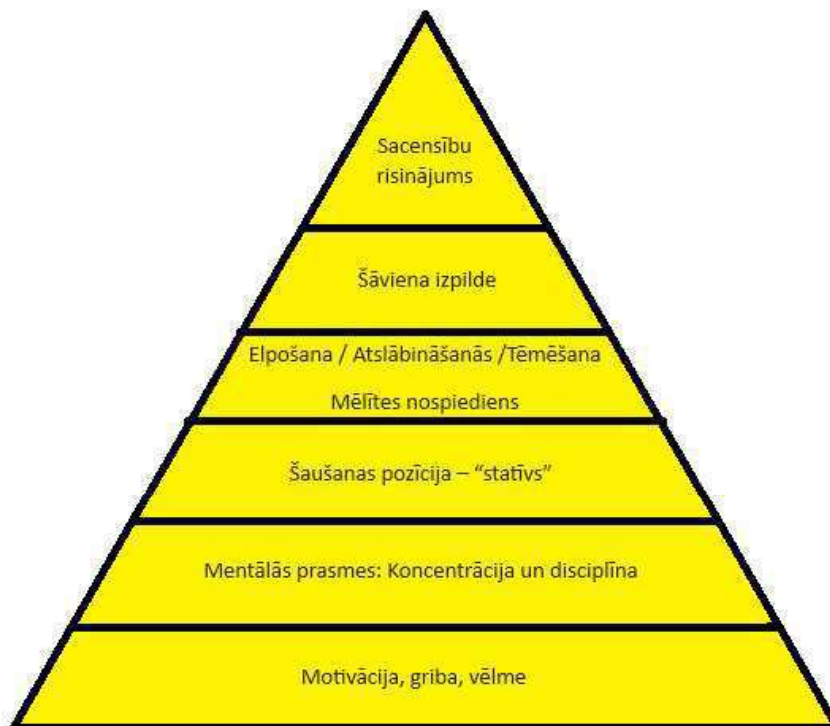 Sacensību
risinājums
Šāviena izpilde
Elpošana / Atslābināšanās /Tēmēšana
Mēlītes nospiediens
Šaušanas pozīcija – “statīvs”
Mentālās prasmes: Koncentrācija un disciplīna
Motivācija, griba, vēlme